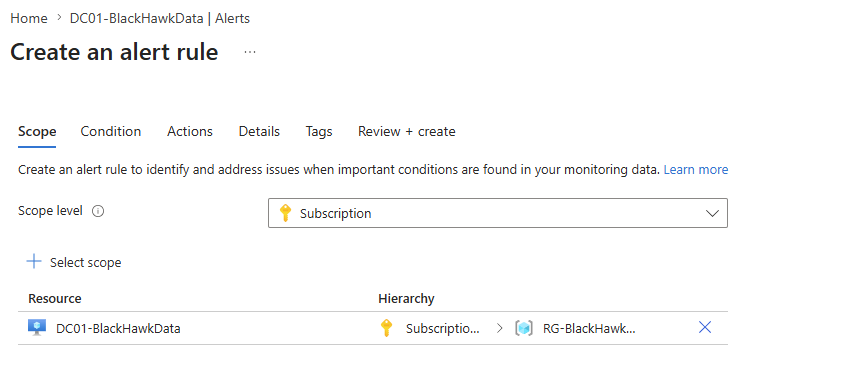 Home > DC01-BlackHawkData | Alerts
Create an alert rule ...
Scope Condition Actions Details Tags Review + create
Create an alert rule to identify and address issues when important conditions are found in your monitoring data. Learn more
Scope level Subscription
Select scope
Resource Hierarchy
DC01-BlackHawkData Subscriptio... > RG-BlackHawk...